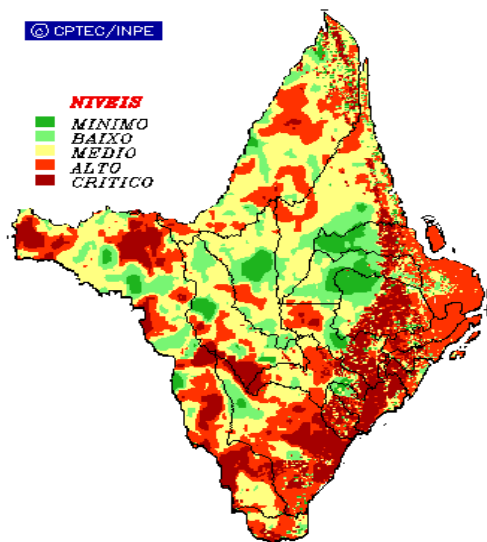 © CPTEC/INPE
NIVEIS
MINIMO
BAIXO
MEDIO
ALTO
CRITICO